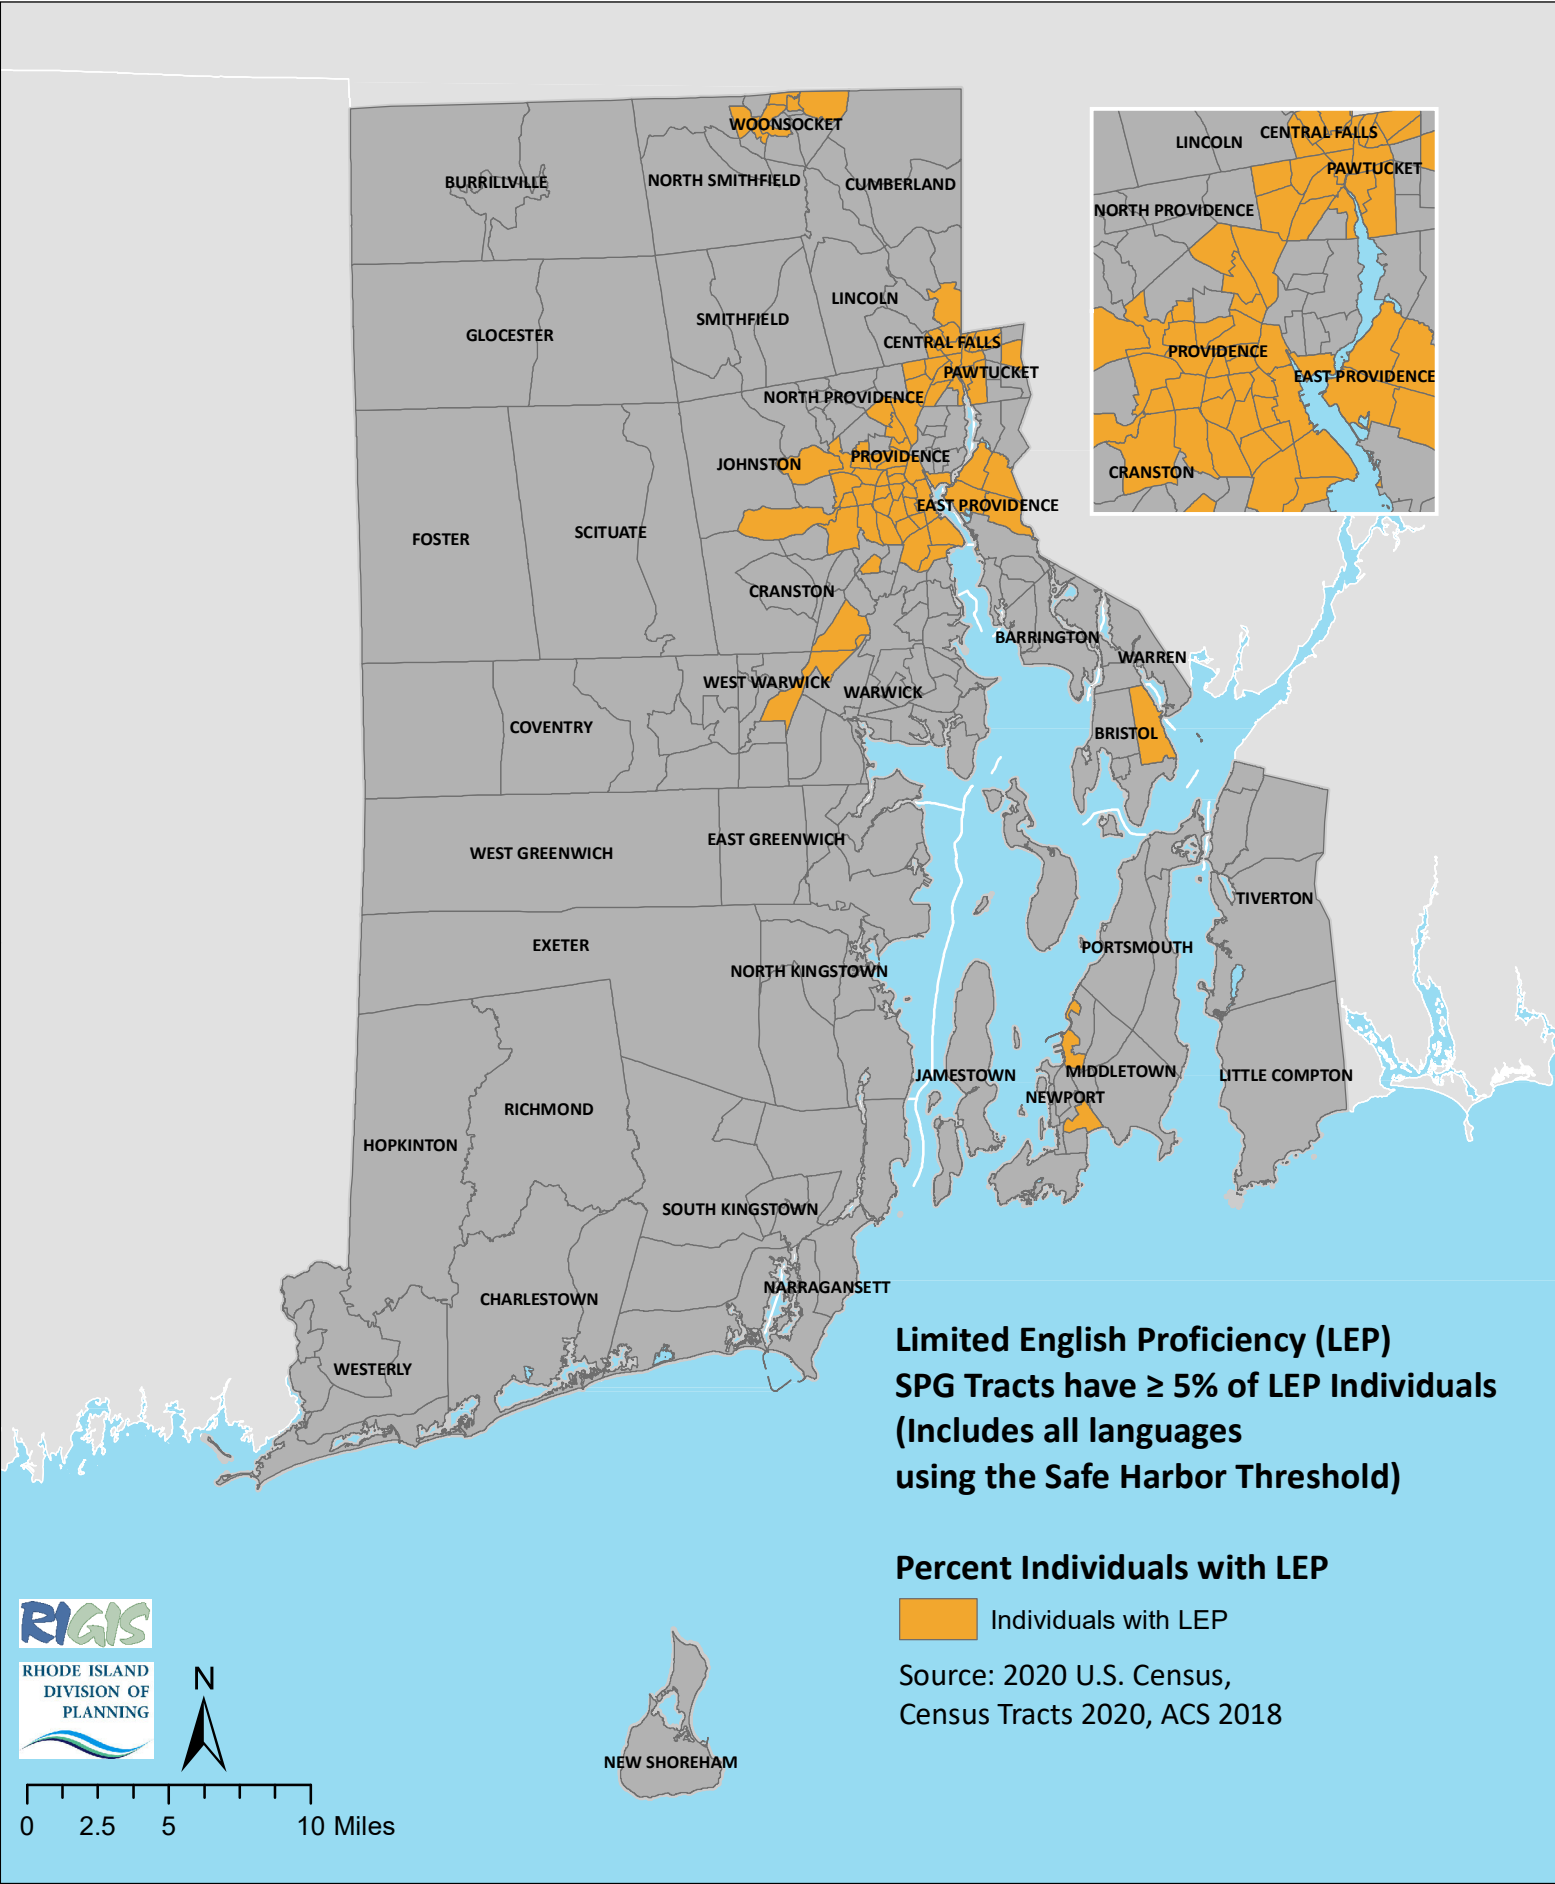 WOONSOCKET
BURRILLVILLE
NORTH SMITHFIELD
CUMBERLAND
LINCOLN
SMITHFIELD
GLOCESTER
CENTRAL FALLS
PAWTUCKET
NORTH PROVIDENCE
JOHNSTON
PROVIDENCE
EAST PROVIDENCE
FOSTER
SCITUATE
CRANSTON
BARRINGTON
WARREN
WEST WARWICK
WARWICK
COVENTRY
BRISTOL
EAST GREENWICH
WEST GREENWICH
TIVERTON
EXETER
PORTSMOUTH
NORTH KINGSTOWN
JAMESTOWN
MIDDLETOWN
LITTLE COMPTON
NEWPORT
RICHMOND
HOPKINTON
SOUTH KINGSTOWN
NARRAGANSETT
CHARLESTOWN
WESTERLY
NEW SHOREHAM
LINCOLN
CENTRAL FALLS
PAWTUCKET
NORTH PROVIDENCE
PROVIDENCE
EAST PROVIDENCE
CRANSTON
Limited English Proficiency (LEP)
SPG Tracts have ≥ 5% of LEP Individuals
(Includes all languages
using the Safe Harbor Threshold)
Percent Individuals with LEP
Individuals with LEP
Source: 2020 U.S. Census,
Census Tracts 2020, ACS 2018
RIGIS
RHODE ISLAND
DIVISION OF
PLANNING
N
0 2.5 5 10 Miles